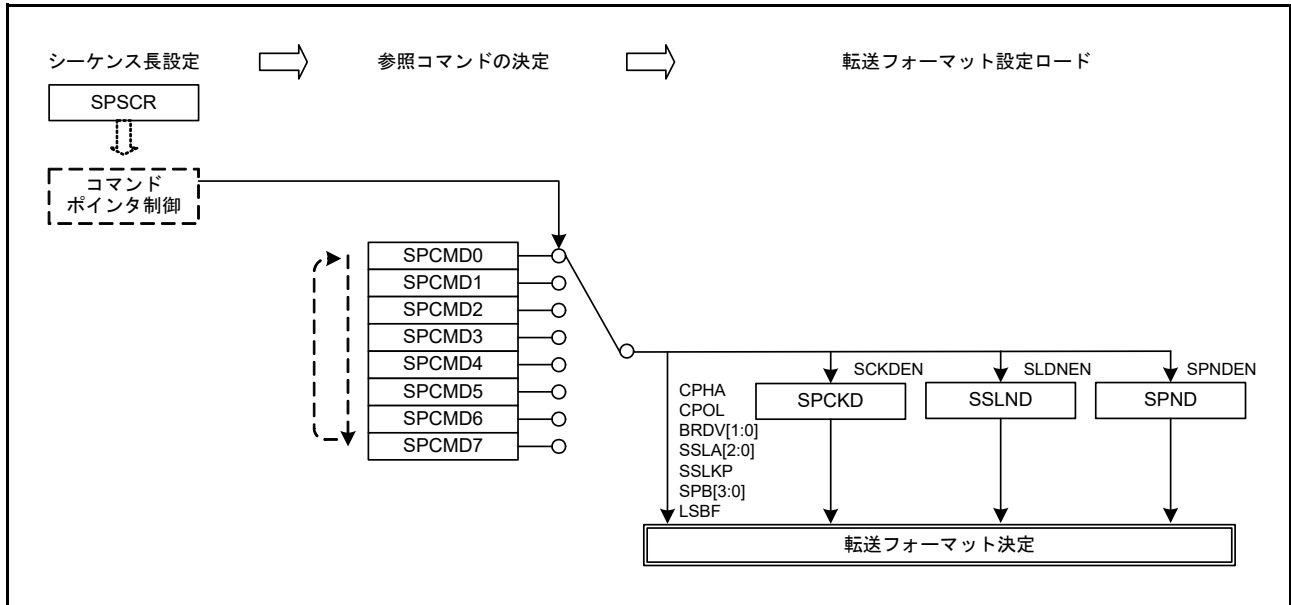 シーケンス長設定
参照コマンドの決定
転送フォーマット設定ロード
SPSCR
コマンド
ポインタ制御
SPCMD0
SPCMD1
SPCMD2
SPCMD3
SPCMD4
SPCMD5
SPCMD6
SPCMD7
CPHA
CPOL
BRDV[1:0]
SSLA[2:0]
SSLKP
SPB[3:0]
LSBF
SCKDEN
SPCKD
SLDNEN
SSLND
SPNDEN
SPND
転送フォーマット決定